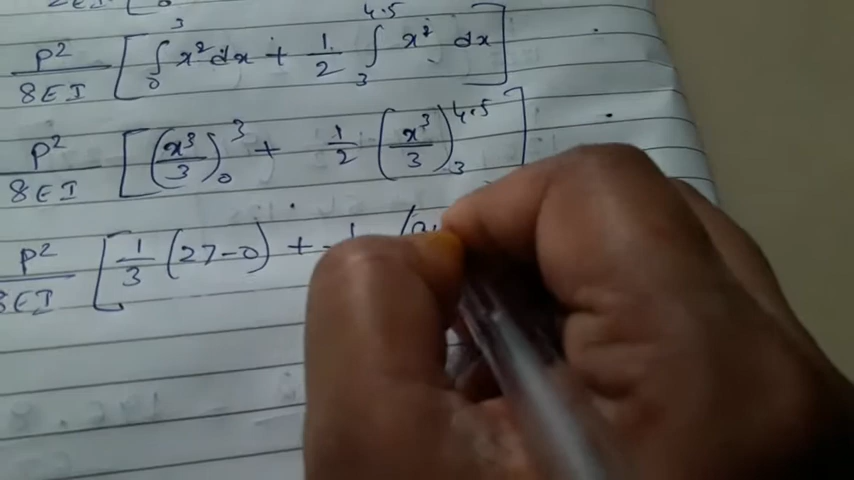 P² / 8EI [ ∫₀³ x² dx + 1/2 ∫₃^4.5 x² dx ]
P² / 8EI [ (x³/3)₀³ + 1/2 (x³/3)₃^4.5 ]
P² / 8EI [ 1/3 (27-0) + 1 (